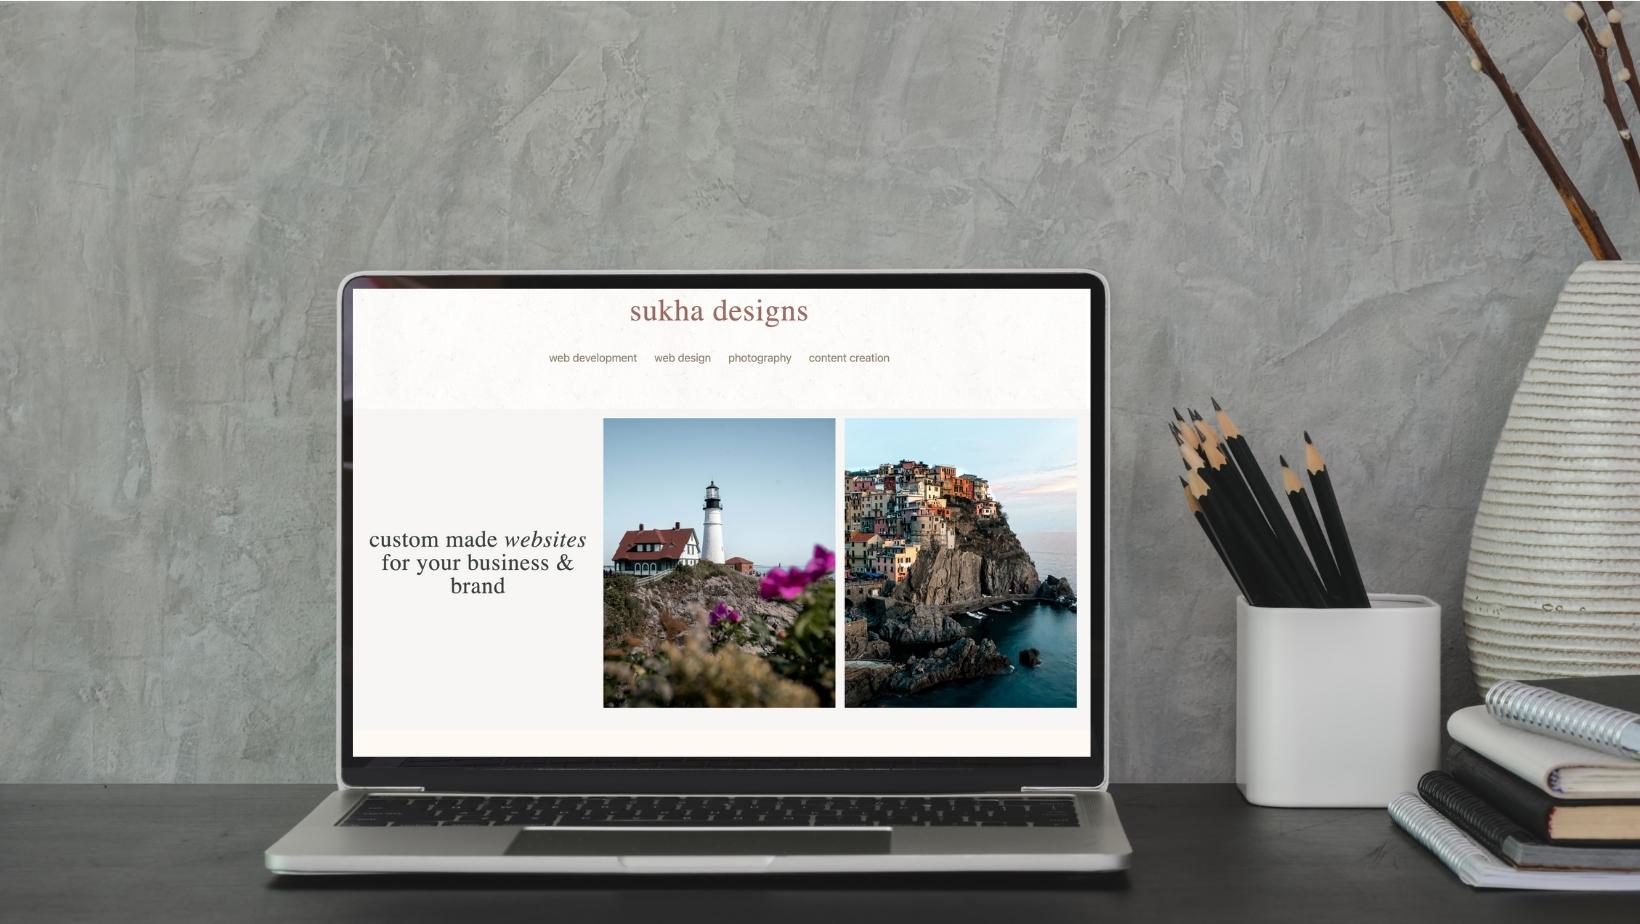 sukha designs
web development web design photography content creation
custom made websites
for your business &
brand